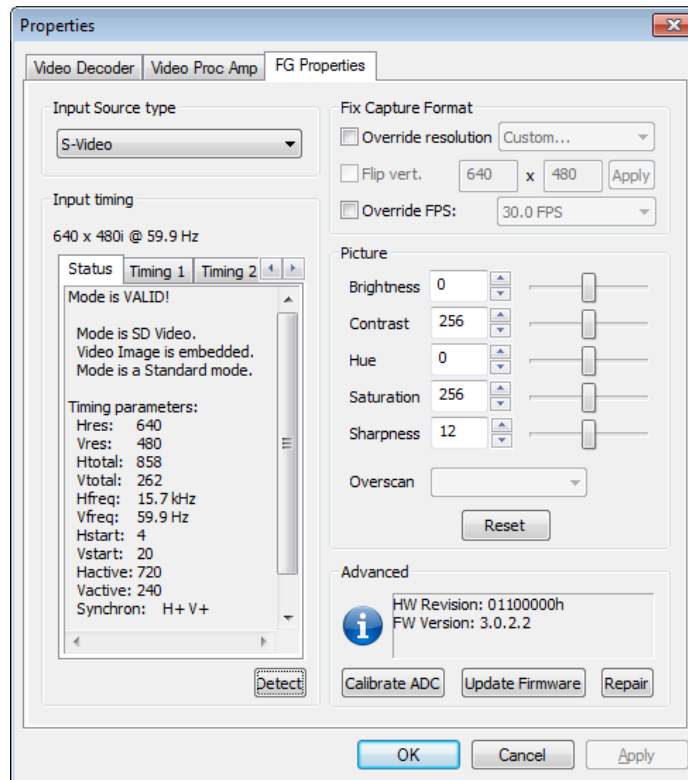 Properties
Video Decoder Video Proc Amp FG Properties
Input Source type
S-Video
Input timing
640 x 480i @ 59.9 Hz
Status Timing 1 Timing 2
Mode is VALID!
Mode is SD Video.
Video Image is embedded.
Mode is a Standard mode.
Timing parameters:
Hres: 640
Vres: 480
Htotal: 858
Vtotal: 262
Hfreq: 15.7 kHz
Vfreq: 59.9 Hz
Hstart: 4
Vstart: 20
Hactive: 720
Vactive: 240
Synchron: H+ V+
Detect
Fix Capture Format
Override resolution Custom...
Flip vert. 640 x 480 Apply
Override FPS: 30.0 FPS
Picture
Brightness 0
Contrast 256
Hue 0
Saturation 256
Sharpness 12
Overscan
Reset
Advanced
HW Revision: 01100000h
FW Version: 3.0.2.2
Calibrate ADC Update Firmware Repair
OK Cancel Apply